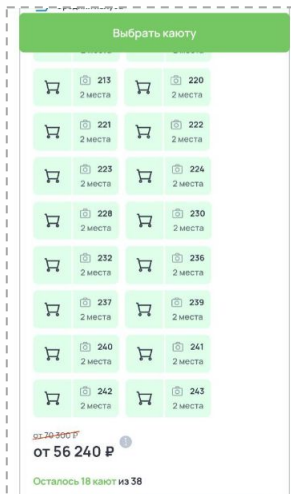 Выбрать каюту
213 220
2 места 2 места
221 222
2 места 2 места
223 224
2 места 2 места
228 230
2 места 2 места
232 236
2 места 2 места
237 239
2 места 2 места
240 241
2 места 2 места
242 243
2 места 2 места
от 70 300 ₽
от 56 240 ₽
Осталось 18 кают из 38